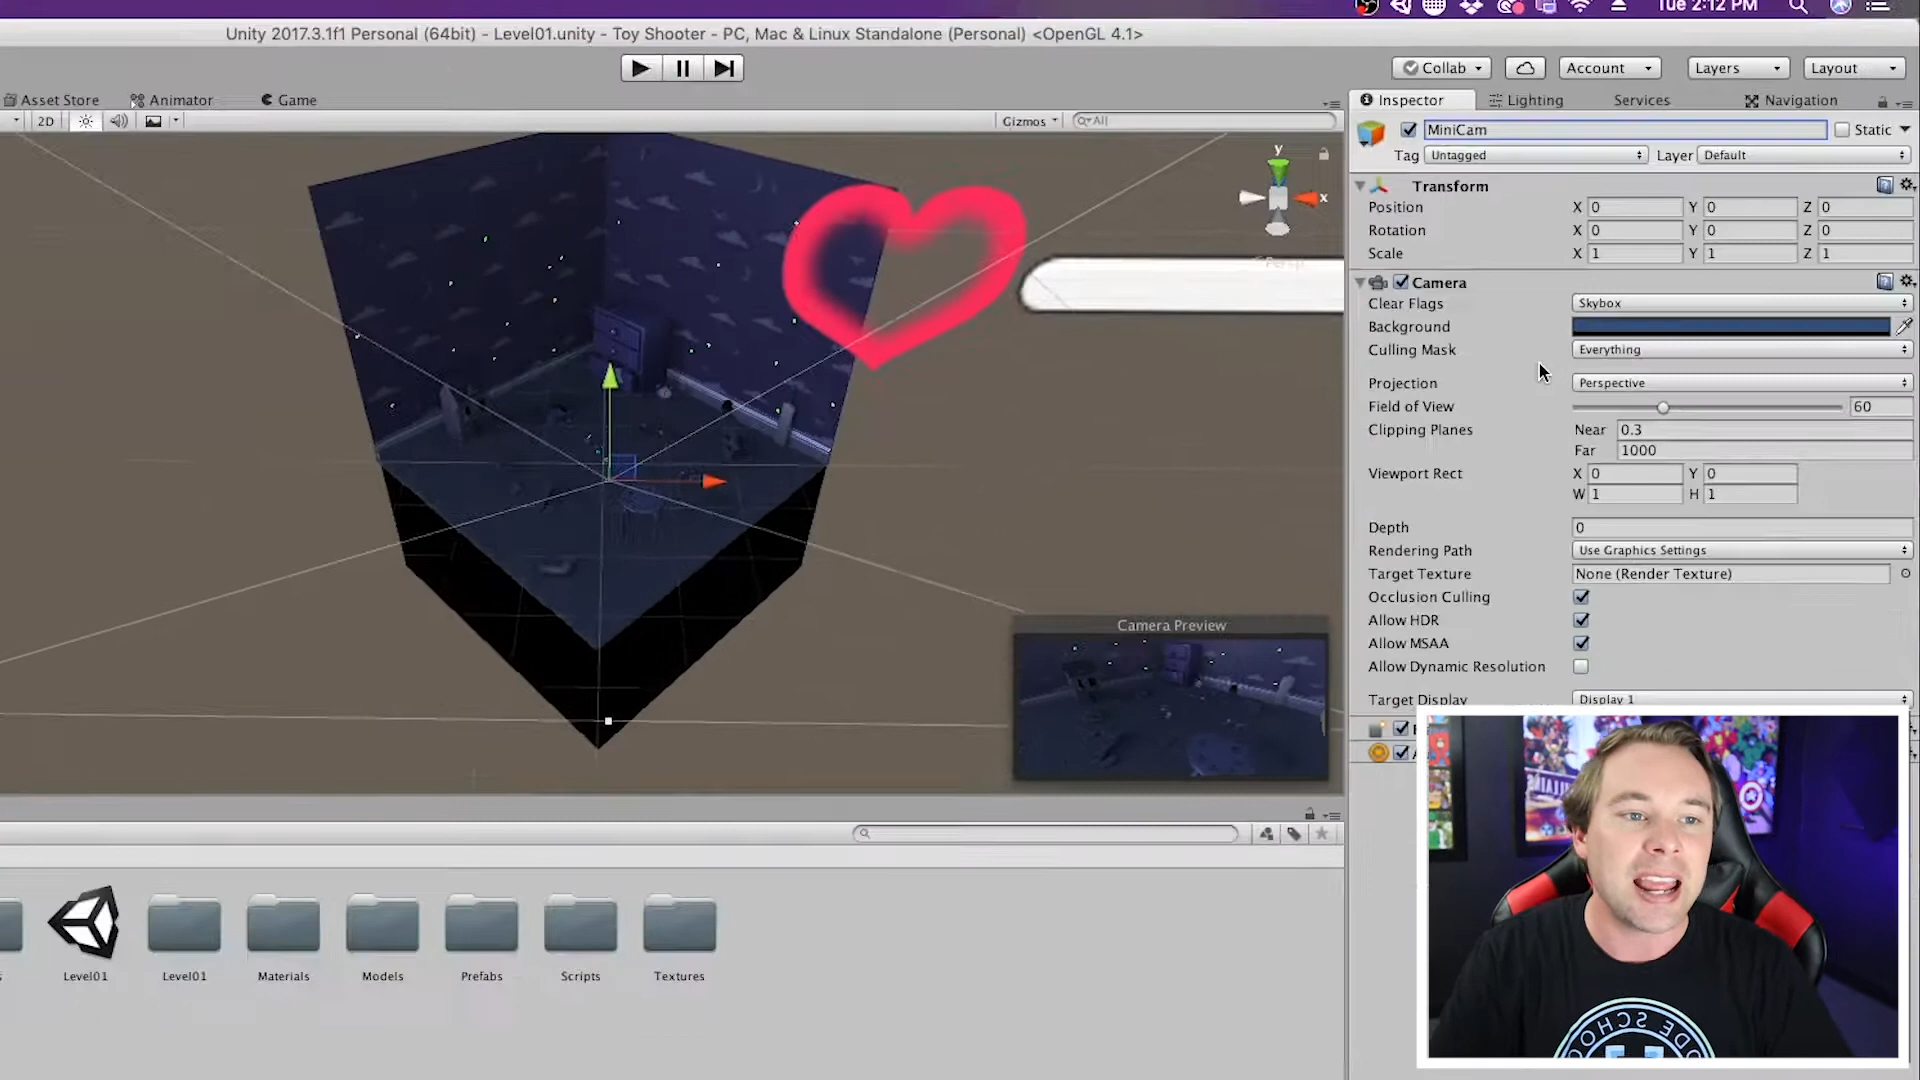 Tue 2:12 PM
Unity 2017.3.1f1 Personal (64bit) - Level01.unity - Toy Shooter - PC, Mac & Linux Standalone (Personal) <OpenGL 4.1>
Collab
Account
Layers
Layout
Asset Store
Animator
Game
2D
Gizmos
All
y
x
Persp
Camera Preview
Inspector
Lighting
Services
Navigation
MiniCam
Static
Tag Untagged
Layer Default
Transform
Position X 0 Y 0 Z 0
Rotation X 0 Y 0 Z 0
Scale X 1 Y 1 Z 1
Camera
Clear Flags Skybox
Background
Culling Mask Everything
Projection Perspective
Field of View 60
Clipping Planes Near 0.3
Far 1000
Viewport Rect X 0 Y 0
W 1 H 1
Depth 0
Rendering Path Use Graphics Settings
Target Texture None (Render Texture)
Occlusion Culling
Allow HDR
Allow MSAA
Allow Dynamic Resolution
Target Display Display 1
Level01
Level01
Materials
Models
Prefabs
Scripts
Textures